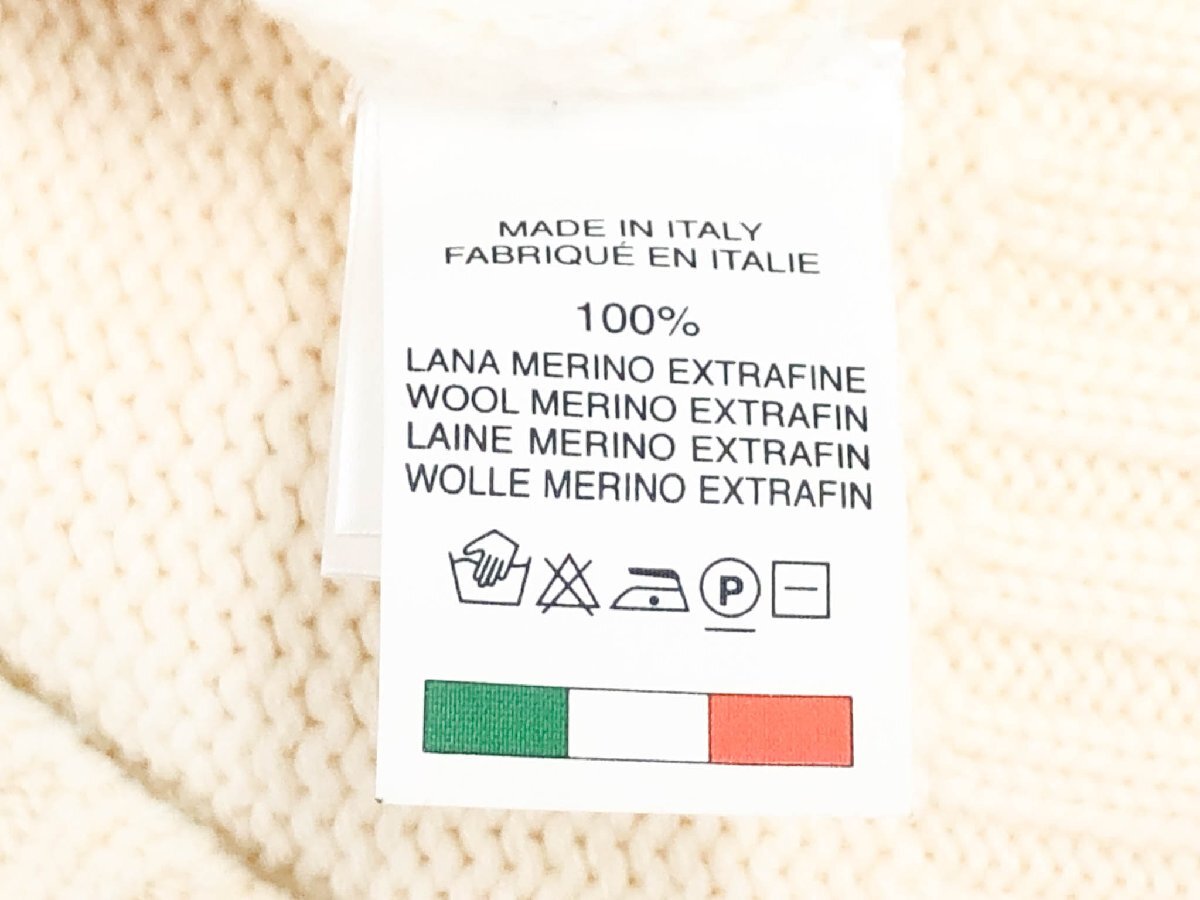 MADE IN ITALY
FABRIQUÉ EN ITALIE
100%
LANA MERINO EXTRAFINE
WOOL MERINO EXTRAFIN
LAINE MERINO EXTRAFIN
WOLLE MERINO EXTRAFIN
P